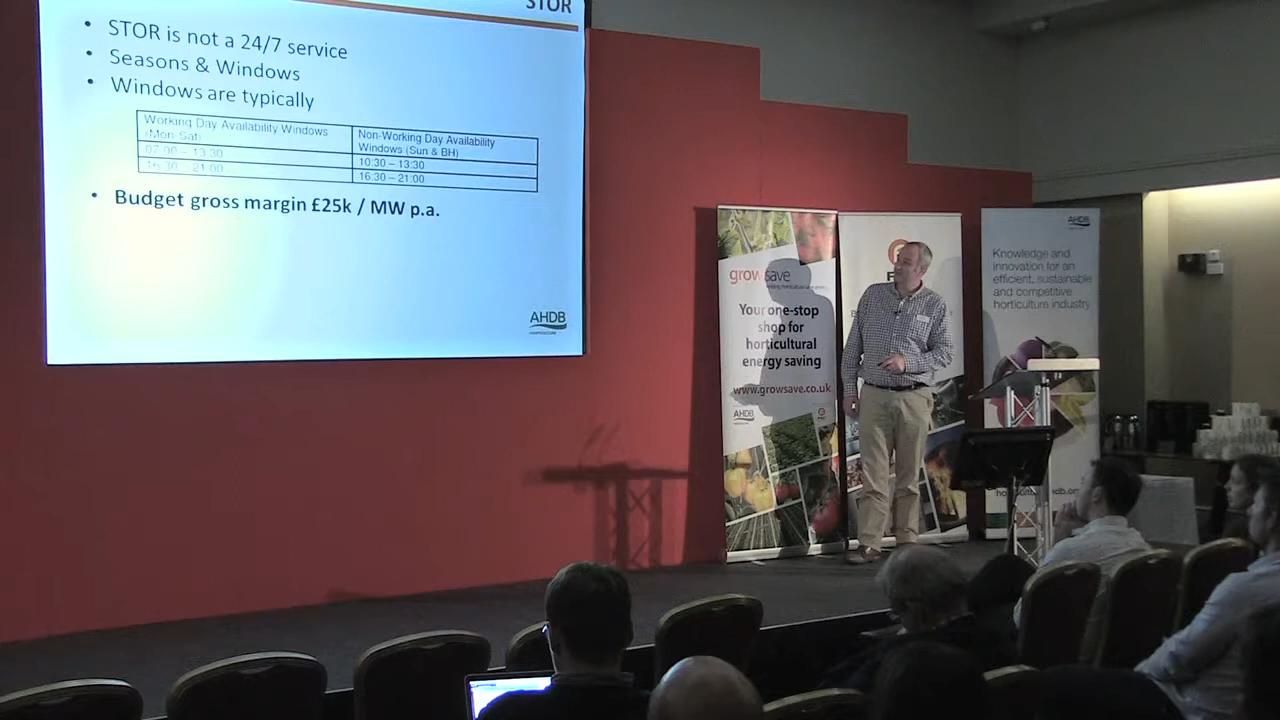 STOR
• STOR is not a 24/7 service
• Seasons & Windows
• Windows are typically
Working Day Availability Windows
(Mon-Sat)
Non-Working Day Availability
Windows (Sun & BH)
07:00 – 13:30
10:30 – 13:30
16:30 – 21:00
16:30 – 21:00
• Budget gross margin £25k / MW p.a.
AHDB
growsave
Your one-stop
shop for
horticultural
energy saving
www.growsave.co.uk
AHDB
AHDB
Knowledge and
innovation for an
efficient, sustainable
and competitive
horticulture industry